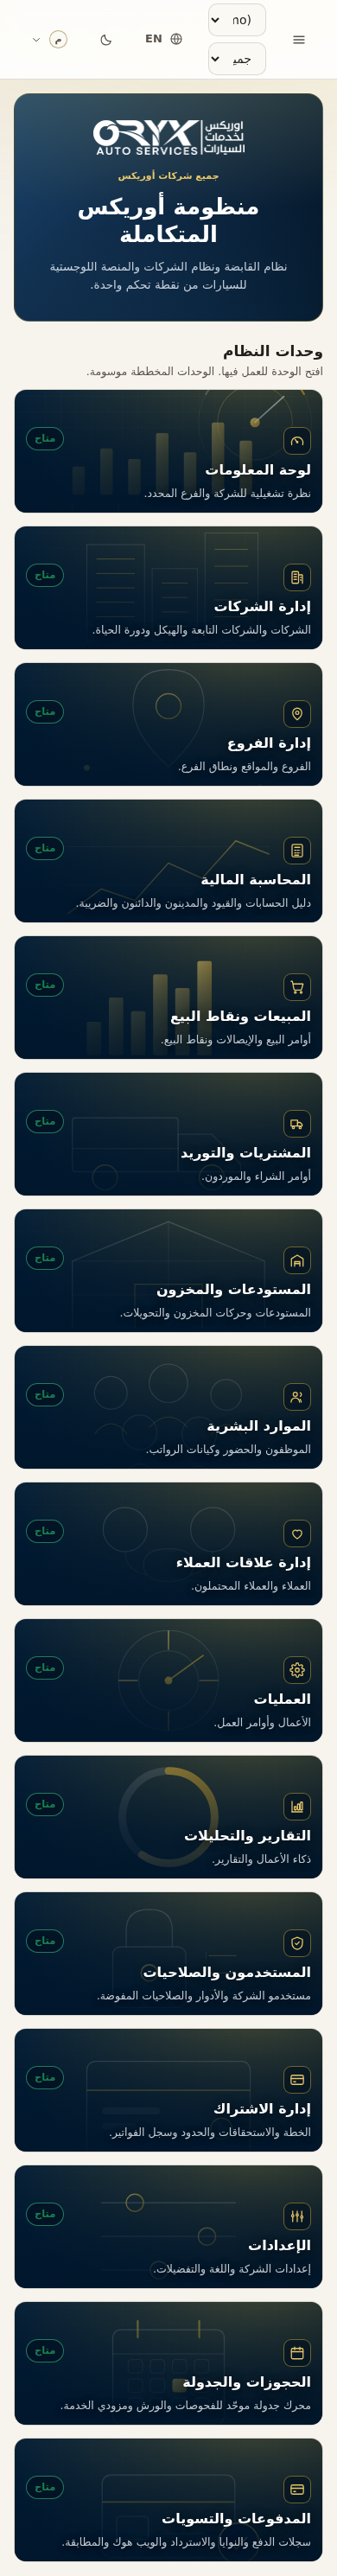 no)
جمي
EN
م
ORYX
AUTO SERVICES
اوريكس
لخدمات
السيارات
جميع شركات أوريكس
منظومة أوريكس
المتكاملة
نظام القابضة ونظام الشركات والمنصة اللوجستية
للسيارات من نقطة تحكم واحدة.
وحدات النظام
افتح الوحدة للعمل فيها. الوحدات المخططة موسومة.
متاح
لوحة المعلومات
نظرة تشغيلية للشركة والفرع المحدد.
متاح
إدارة الشركات
الشركات والشركات التابعة والهيكل ودورة الحياة.
متاح
إدارة الفروع
الفروع والمواقع ونطاق الفرع.
متاح
المحاسبة المالية
دليل الحسابات والقيود والمدينون والدائنون والضريبة.
متاح
المبيعات ونقاط البيع
أوامر البيع والإيصالات ونقاط البيع.
متاح
المشتريات والتوريد
أوامر الشراء والموردون.
متاح
المستودعات والمخزون
المستودعات وحركات المخزون والتحويلات.
متاح
الموارد البشرية
الموظفون والحضور وكيانات الرواتب.
متاح
إدارة علاقات العملاء
العملاء والعملاء المحتملون.
متاح
العمليات
الأعمال وأوامر العمل.
متاح
التقارير والتحليلات
ذكاء الأعمال والتقارير.
متاح
المستخدمون والصلاحيات
مستخدمو الشركة والأدوار والصلاحيات المفوضة.
متاح
إدارة الاشتراك
الخطة والاستحقاقات والحدود وسجل الفواتير.
متاح
الإعدادات
إعدادات الشركة واللغة والتفضيلات.
متاح
الحجوزات والجدولة
محرك جدولة موحّد للفحوصات والورش ومزودي الخدمة.
متاح
المدفوعات والتسويات
سجلات الدفع والنوايا والاسترداد والويب هوك والمطابقة.